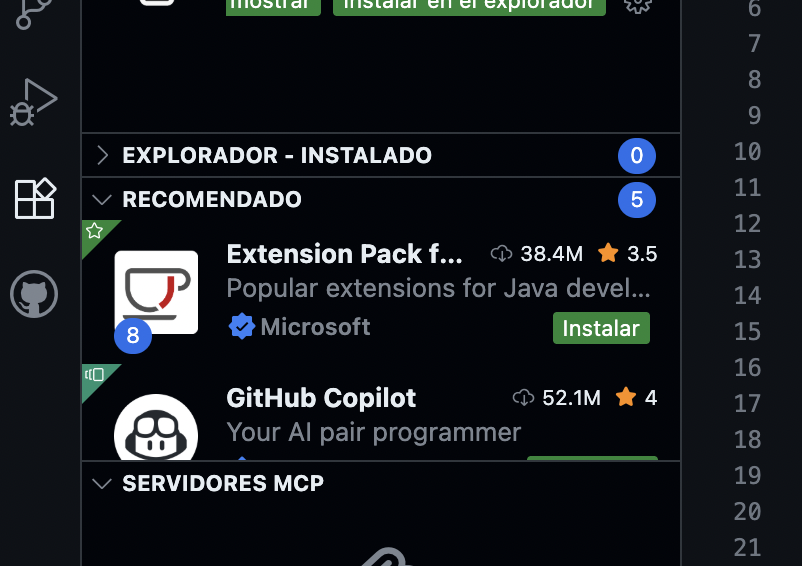 mostrar Instalar en el explorador
EXPLORADOR - INSTALADO 0
RECOMENDADO 5
Extension Pack f... 38.4M 3.5
Popular extensions for Java devel...
8 Microsoft Instalar
GitHub Copilot 52.1M 4
Your AI pair programmer
SERVIDORES MCP
6
7
8
9
10
11
12
13
14
15
16
17
18
19
20
21